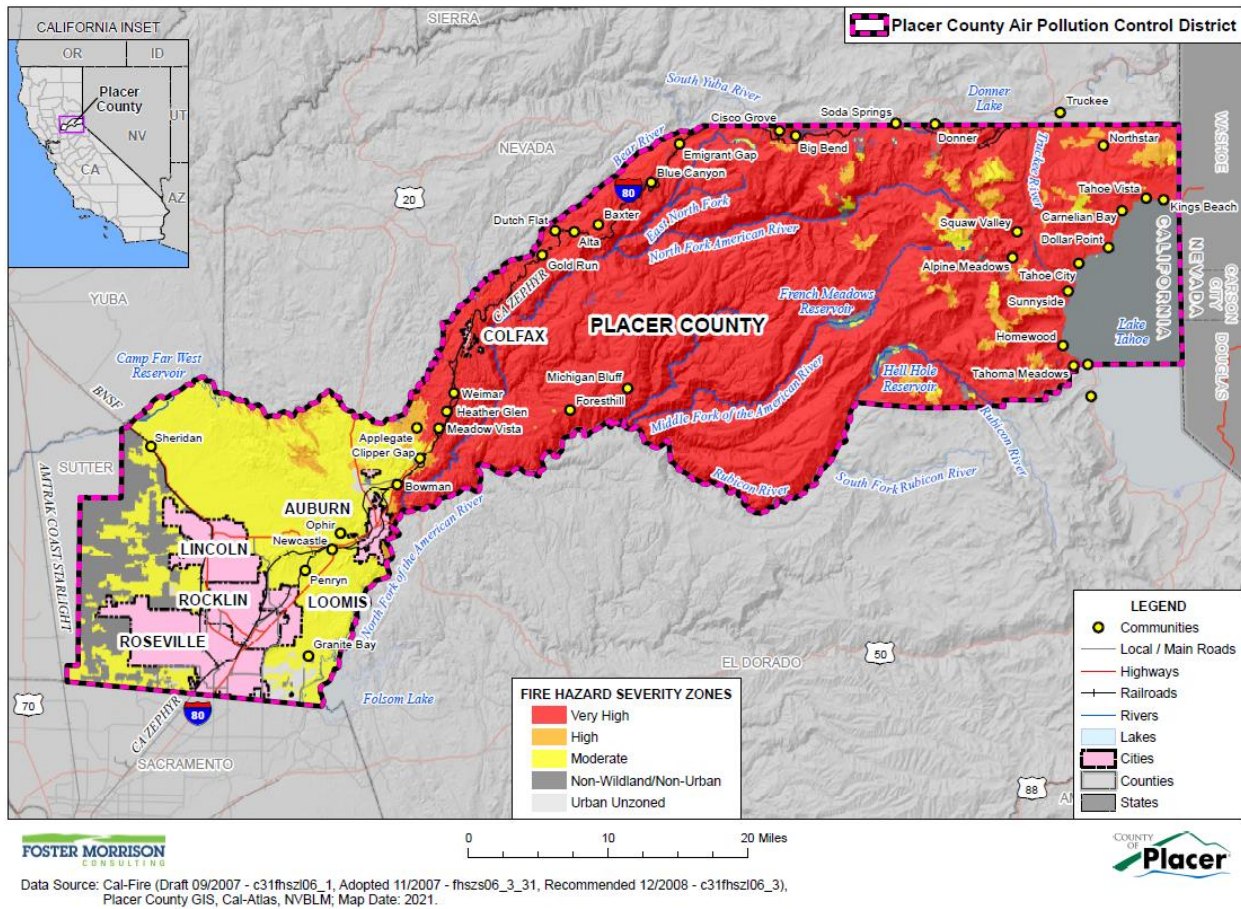 CALIFORNIA INSET
OR
ID
Placer
County
NV
UT
CA
AZ
Placer County Air Pollution Control District
SIERRA
South Yuba River
Donner
Lake
Truckee
Soda Springs
Cisco Grove
WASHOE
NEVADA
Bear River
Big Bend
Donner
Northstar
Emigrant Gap
Truckee River
Blue Canyon
80
20
Tahoe Vista
Kings Beach
Baxter
East North Fork
Carnelian Bay
Dutch Flat
Squaw Valley
Alta
North Fork American River
Dollar Point
CALIFORNIA
NEVADA
Gold Run
Alpine Meadows
Tahoe City
CARSON
CITY
CA ZEPHYR
YUBA
French Meadows
Reservoir
Sunnyside
PLACER COUNTY
COLFAX
Lake
Tahoe
DOUGLAS
Homewood
Camp Far West
Reservoir
Hell Hole
Reservoir
Tahoma Meadows
BNSF
Michigan Bluff
Weimar
Foresthill
Heather Glen
Middle Fork of the American River
Meadow Vista
Applegate
Rubicon River
Sheridan
Clipper Gap
SUTTER
Rubicon River
South Fork Rubicon River
Bowman
AMTRAK COAST STARLIGHT
AUBURN
Ophir
North Fork of the American River
LINCOLN
Newcastle
Penryn
ROCKLIN
LOOMIS
ROSEVILLE
Granite Bay
EL DORADO
50
Folsom Lake
70
CA ZEPHYR
80
SACRAMENTO
88
FIRE HAZARD SEVERITY ZONES
Very High
High
Moderate
Non-Wildland/Non-Urban
Urban Unzoned
LEGEND
Communities
Local / Main Roads
Highways
Railroads
Rivers
Lakes
Cities
Counties
States
FOSTER MORRISON
CONSULTING
0 10 20 Miles
COUNTY
OF
Placer
Data Source: Cal-Fire (Draft 09/2007 - c31fhszl06_1, Adopted 11/2007 - fhszs06_3_31, Recommended 12/2008 - c31fhszl06_3),
Placer County GIS, Cal-Atlas, NVBLM; Map Date: 2021.